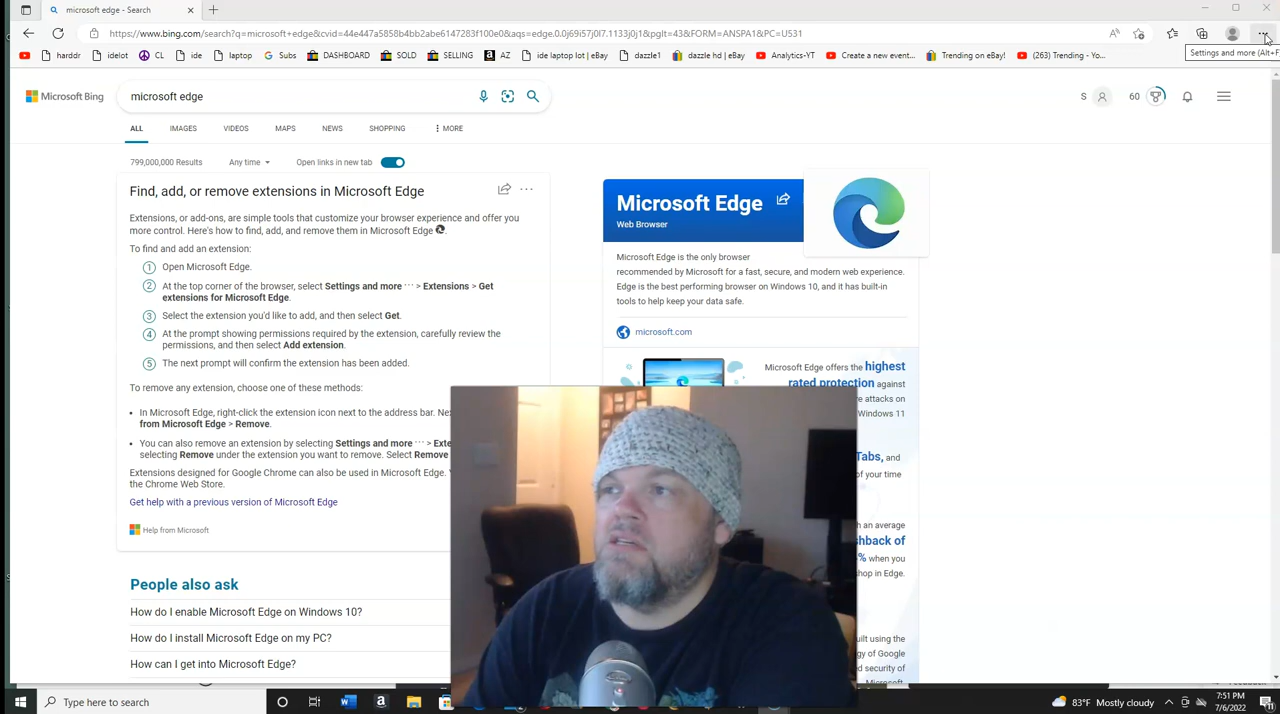 microsoft edge - Search
https://www.bing.com/search?q=microsoft+edge&cvid=44e447a5858b4bb2abe6147283f100e0&aqs=edge.0.0j69i57j0l7.1133j0j1&pglt=43&FORM=ANSPA1&PC=U531
Settings and more (Alt+F
harddr idelot CL ide laptop Subs DASHBOARD SOLD SELLING AZ ide laptop lot | eBay dazzle1 dazzle hd | eBay Analytics-YT Create a new event... Trending on eBay! (263) Trending - Yo...
Microsoft Bing
microsoft edge
S
60
ALL IMAGES VIDEOS MAPS NEWS SHOPPING MORE
799,000,000 Results Any time Open links in new tab
Find, add, or remove extensions in Microsoft Edge
Extensions, or add-ons, are simple tools that customize your browser experience and offer you
more control. Here's how to find, add, and remove them in Microsoft Edge
To find and add an extension:
1 Open Microsoft Edge.
2 At the top corner of the browser, select Settings and more ··· > Extensions > Get
extensions for Microsoft Edge.
3 Select the extension you'd like to add, and then select Get.
4 At the prompt showing permissions required by the extension, carefully review the
permissions, and then select Add extension.
5 The next prompt will confirm the extension has been added.
To remove any extension, choose one of these methods:
• In Microsoft Edge, right-click the extension icon next to the address bar.
from Microsoft Edge > Remove.
• You can also remove an extension by selecting Settings and more ··· >
selecting Remove under the extension you want to remove. Select Remove
Extensions designed for Google Chrome can also be used in Microsoft Edge.
the Chrome Web Store.
Get help with a previous version of Microsoft Edge
Help from Microsoft
People also ask
How do I enable Microsoft Edge on Windows 10?
How do I install Microsoft Edge on my PC?
How can I get into Microsoft Edge?
Microsoft Edge
Web Browser
Microsoft Edge is the only browser
recommended by Microsoft for a fast, secure, and modern web experience.
Edge is the best performing browser on Windows 10, and it has built-in
tools to help keep your data safe.
microsoft.com
Microsoft Edge offers the highest
rated protection against
attacks on
Windows 11
Tabs, and
of your time
an average
cashback of
% when you
shop in Edge.
built using the
of Google
security of
Microsoft
Type here to search
83°F Mostly cloudy
7:51 PM
7/6/2022